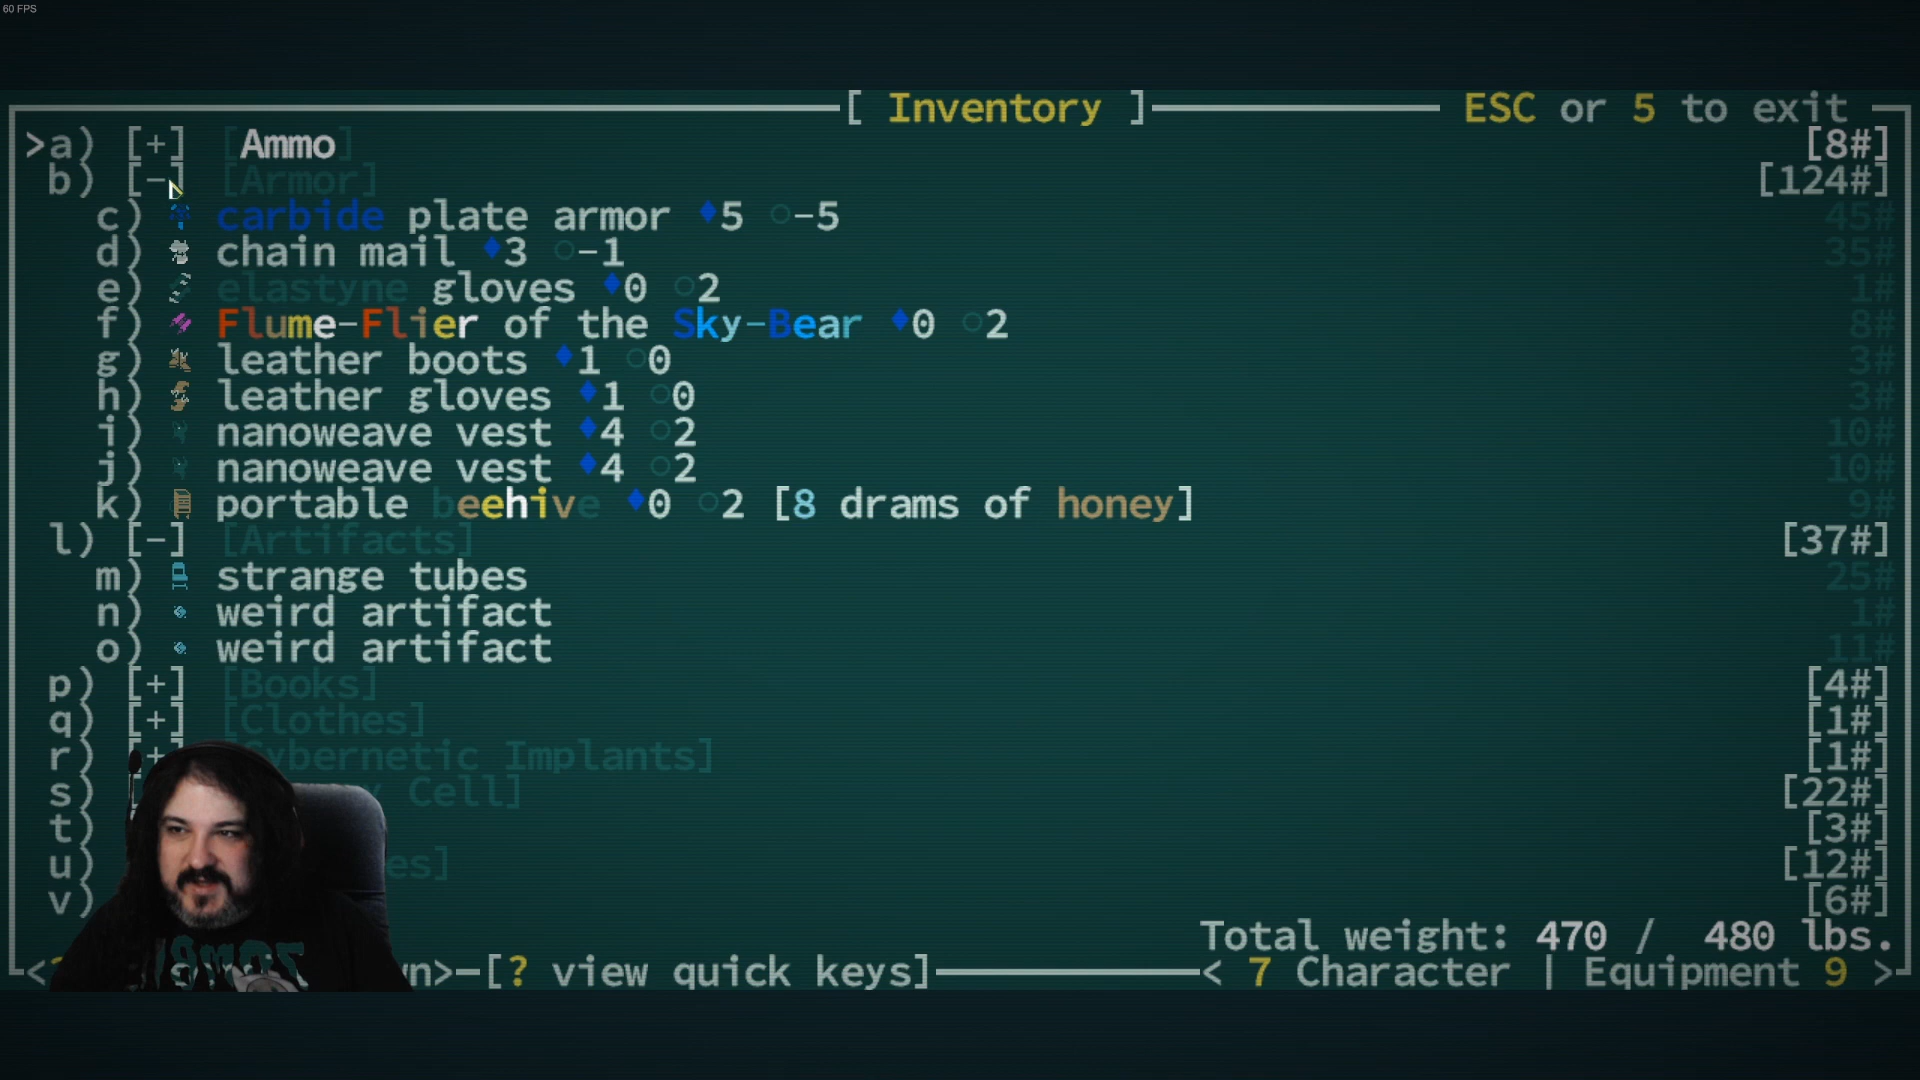 60 FPS
[ Inventory ] ESC or 5 to exit
>a) [+] [Ammo] [8#]
b) [-] [Armor] [124#]
c) carbide plate armor ♦5 ○-5 45#
d) chain mail ♦3 ○-1 35#
e) elastyne gloves ♦0 ○2 1#
f) Flume-Flier of the Sky-Bear ♦0 ○2 8#
g) leather boots ♦1 ○0 3#
h) leather gloves ♦1 ○0 3#
i) nanoweave vest ♦4 ○2 10#
j) nanoweave vest ♦4 ○2 10#
k) portable beehive ♦0 ○2 [8 drams of honey] 9#
l) [-] [Artifacts] [37#]
m) strange tubes 25#
n) weird artifact 1#
o) weird artifact 11#
p) [+] [Books] [4#]
q) [+] [Clothes] [1#]
r) [+] Cybernetic Implants] [1#]
s) Cell] [22#]
t) [3#]
u) [12#]
v) [6#]
Total weight: 470 / 480 lbs.
[? view quick keys] < 7 Character | Equipment 9 >